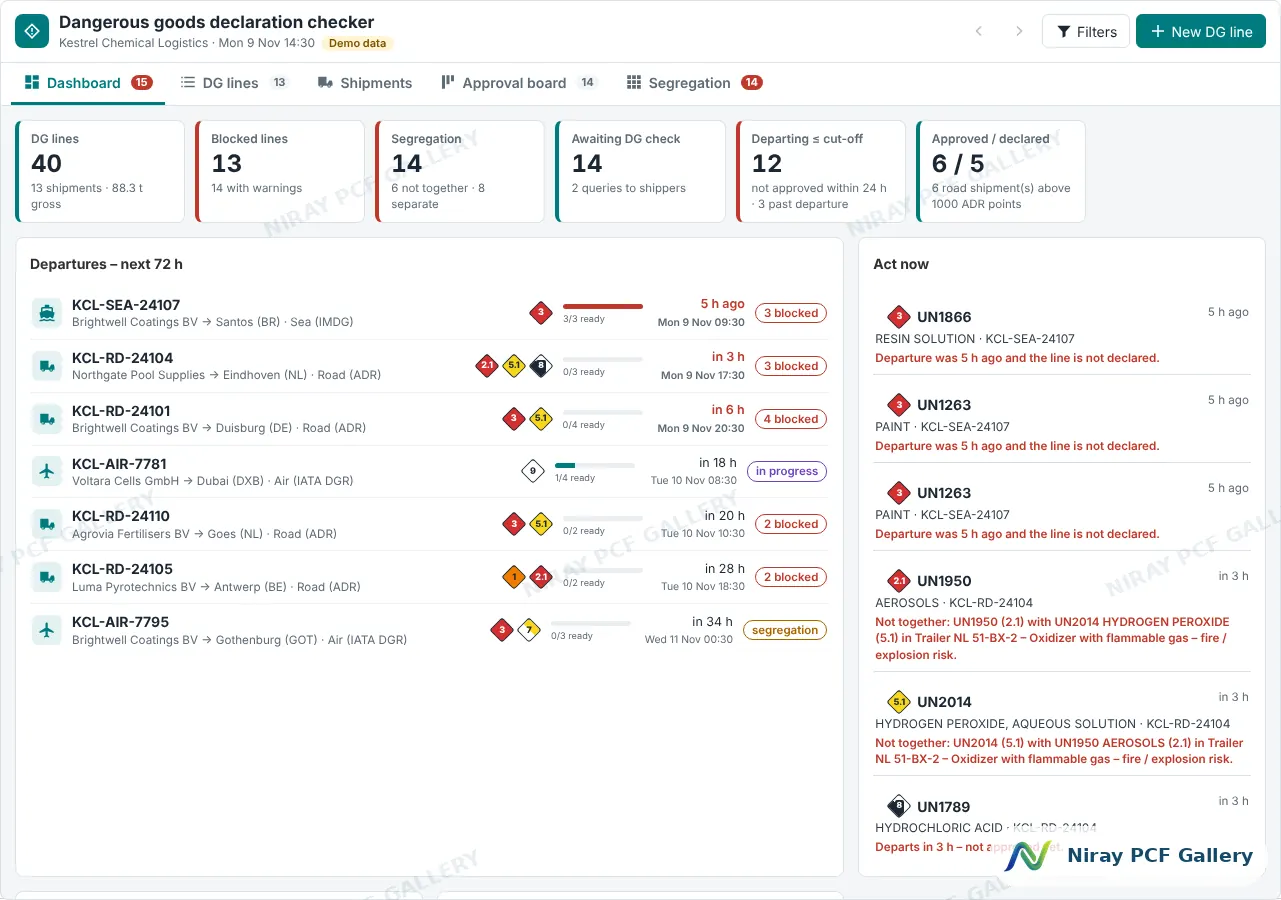 Dangerous goods declaration checker
Kestrel Chemical Logistics · Mon 9 Nov 14:30 Demo data
Filters
New DG line
Dashboard 15
DG lines 13
Shipments
Approval board 14
Segregation 14
DG lines
40
13 shipments · 88.3 t
gross
Blocked lines
13
14 with warnings
Segregation
14
6 not together · 8
separate
Awaiting DG check
14
2 queries to shippers
Departing ≤ cut-off
12
not approved within 24 h
· 3 past departure
Approved / declared
6 / 5
6 road shipment(s) above
1000 ADR points
Departures – next 72 h
KCL-SEA-24107
Brightwell Coatings BV → Santos (BR) · Sea (IMDG)
3
3/3 ready
5 h ago
Mon 9 Nov 09:30
3 blocked
KCL-RD-24104
Northgate Pool Supplies → Eindhoven (NL) · Road (ADR)
2.1 5.1 8
0/3 ready
in 3 h
Mon 9 Nov 17:30
3 blocked
KCL-RD-24101
Brightwell Coatings BV → Duisburg (DE) · Road (ADR)
3 5.1
0/4 ready
in 6 h
Mon 9 Nov 20:30
4 blocked
KCL-AIR-7781
Voltara Cells GmbH → Dubai (DXB) · Air (IATA DGR)
9
1/4 ready
in 18 h
Tue 10 Nov 08:30
in progress
KCL-RD-24110
Agrovia Fertilisers BV → Goes (NL) · Road (ADR)
3 5.1
0/2 ready
in 20 h
Tue 10 Nov 10:30
2 blocked
KCL-RD-24105
Luma Pyrotechnics BV → Antwerp (BE) · Road (ADR)
1 2.1
0/2 ready
in 28 h
Tue 10 Nov 18:30
2 blocked
KCL-AIR-7795
Brightwell Coatings BV → Gothenburg (GOT) · Air (IATA DGR)
3 7
0/3 ready
in 34 h
Wed 11 Nov 00:30
segregation
Act now
3 UN1866 5 h ago
RESIN SOLUTION · KCL-SEA-24107
Departure was 5 h ago and the line is not declared.
3 UN1263 5 h ago
PAINT · KCL-SEA-24107
Departure was 5 h ago and the line is not declared.
3 UN1263 5 h ago
PAINT · KCL-SEA-24107
Departure was 5 h ago and the line is not declared.
2.1 UN1950 in 3 h
AEROSOLS · KCL-RD-24104
Not together: UN1950 (2.1) with UN2014 HYDROGEN PEROXIDE
(5.1) in Trailer NL 51-BX-2 – Oxidizer with flammable gas – fire /
explosion risk.
5.1 UN2014 in 3 h
HYDROGEN PEROXIDE, AQUEOUS SOLUTION · KCL-RD-24104
Not together: UN2014 (5.1) with UN1950 AEROSOLS (2.1) in Trailer
NL 51-BX-2 – Oxidizer with flammable gas – fire / explosion risk.
8 UN1789 in 3 h
HYDROCHLORIC ACID · KCL-RD-24104
Departs in 3 h – not approved yet.
Niray PCF Gallery
NIRAY PCF GALLERY
NIRAY PCF GALLERY
NIRAY PCF GALLERY
NIRAY PCF GALLERY